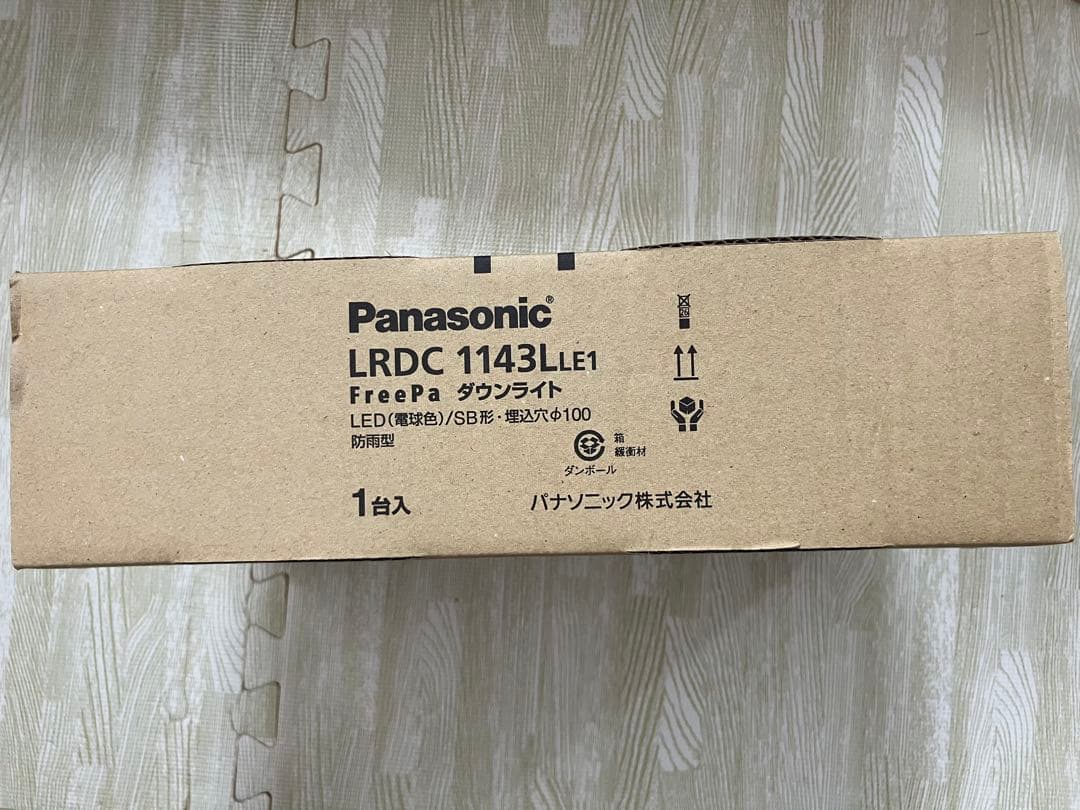 Panasonic®
LRDC 1143LLE1
FreePa ダウンライト
LED(電球色)/SB形・埋込穴φ100
防雨型
箱
緩衝材
ダンボール
1台入
パナソニック株式会社